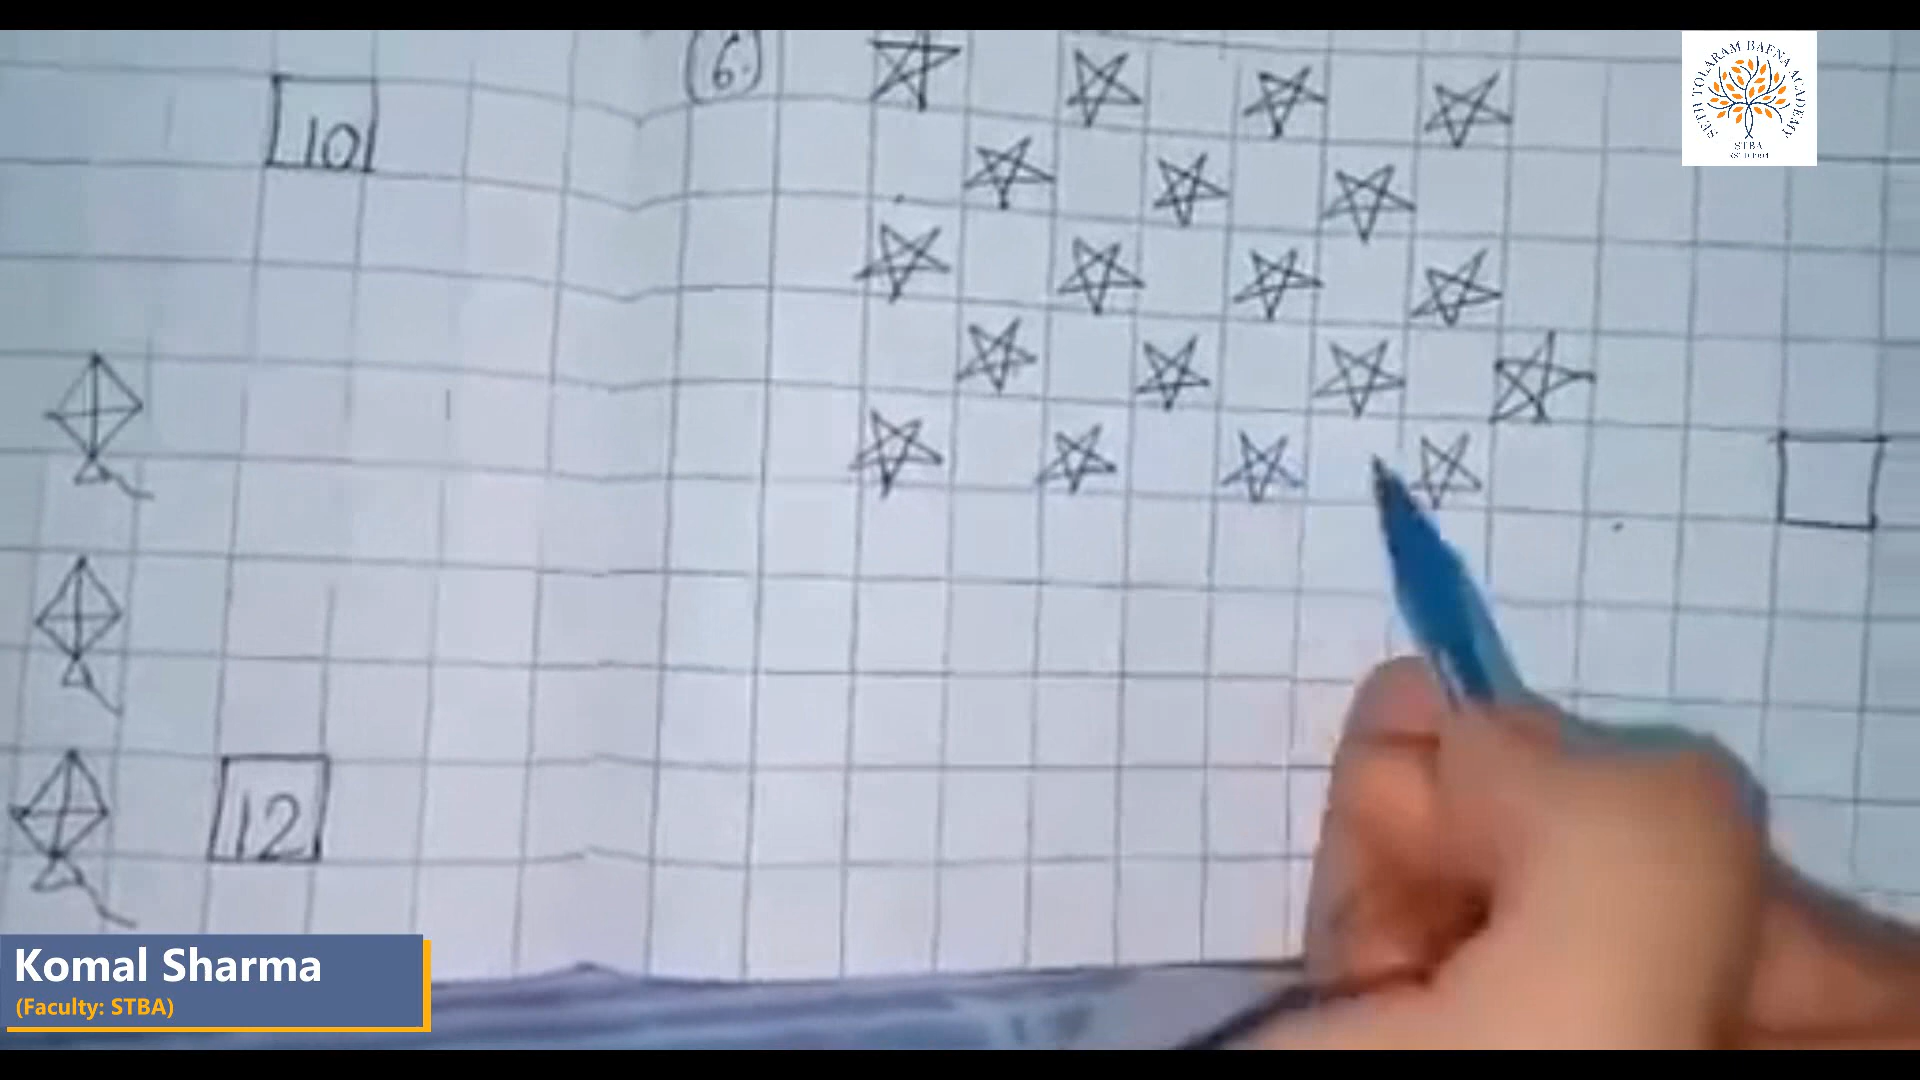 (6.)
10
12
SETH TOLARAM BAFNA ACADEMY
STBA
Komal Sharma
(Faculty: STBA)